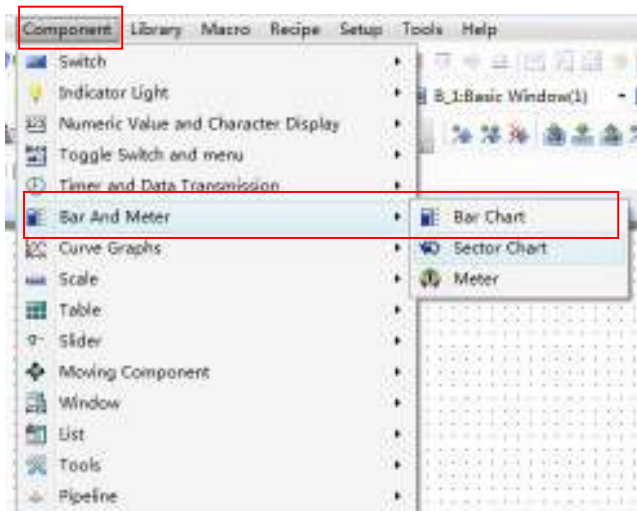 Component Library Macro Recipe Setup Tools Help
Switch
Indicator Light
B_1:Basic Window(1)
Numeric Value and Character Display
Toggle Switch and menu
Timer and Data Transmission
Bar And Meter
Bar Chart
Curve Graphs
Sector Chart
Scale
Meter
Table
Slider
Moving Component
Window
List
Tools
Pipeline